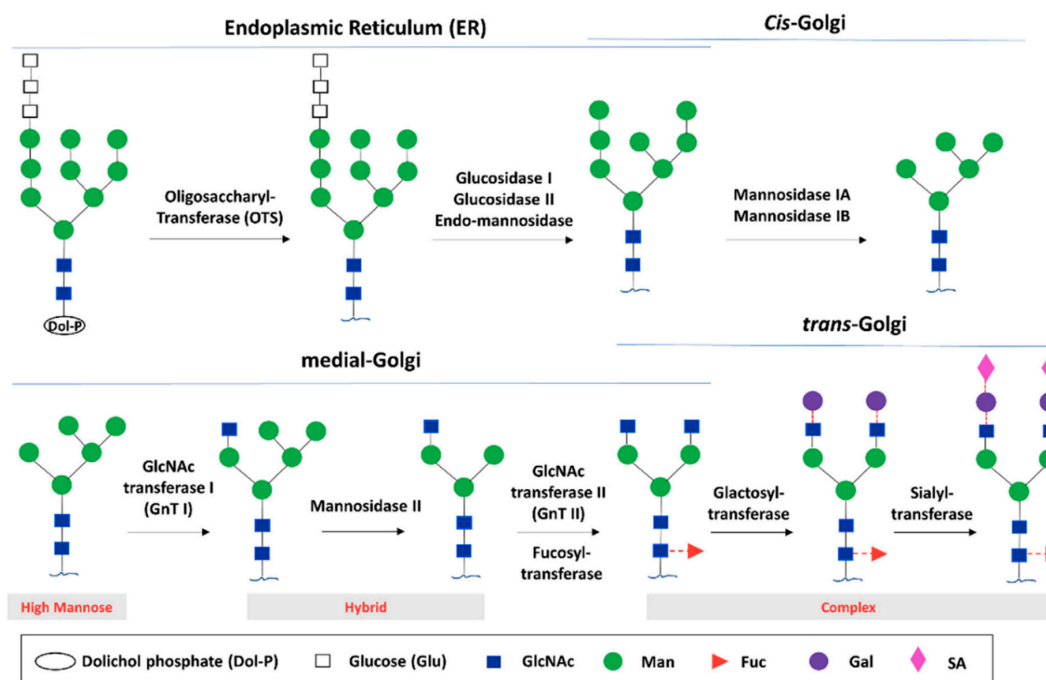 Endoplasmic Reticulum (ER)
Cis-Golgi
Oligosaccharyl-
Transferase (OTS)
Glucosidase I
Glucosidase II
Endo-mannosidase
Mannosidase IA
Mannosidase IB
Dol-P
medial-Golgi
trans-Golgi
GlcNAc
transferase I
(GnT I)
Mannosidase II
GlcNAc
transferase II
(GnT II)
Fucosyl-
transferase
Glactosyl-
transferase
Sialyl-
transferase
High Mannose
Hybrid
Complex
Dolichol phosphate (Dol-P)
Glucose (Glu)
GlcNAc
Man
Fuc
Gal
SA